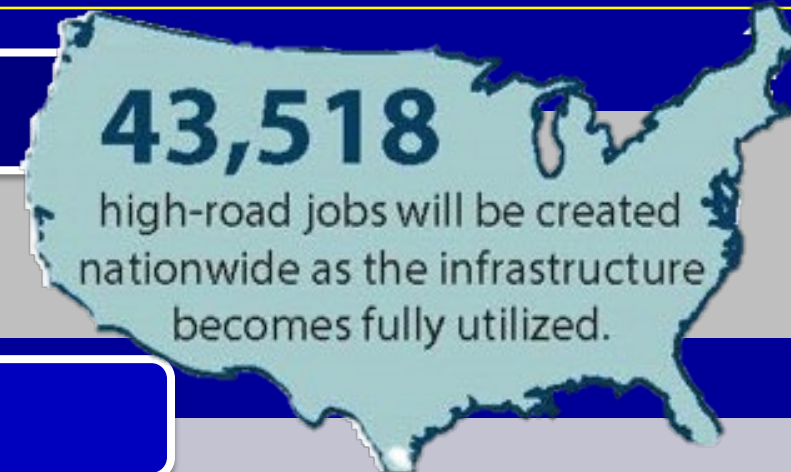 43,518
high-road jobs will be created
nationwide as the infrastructure
becomes fully utilized.